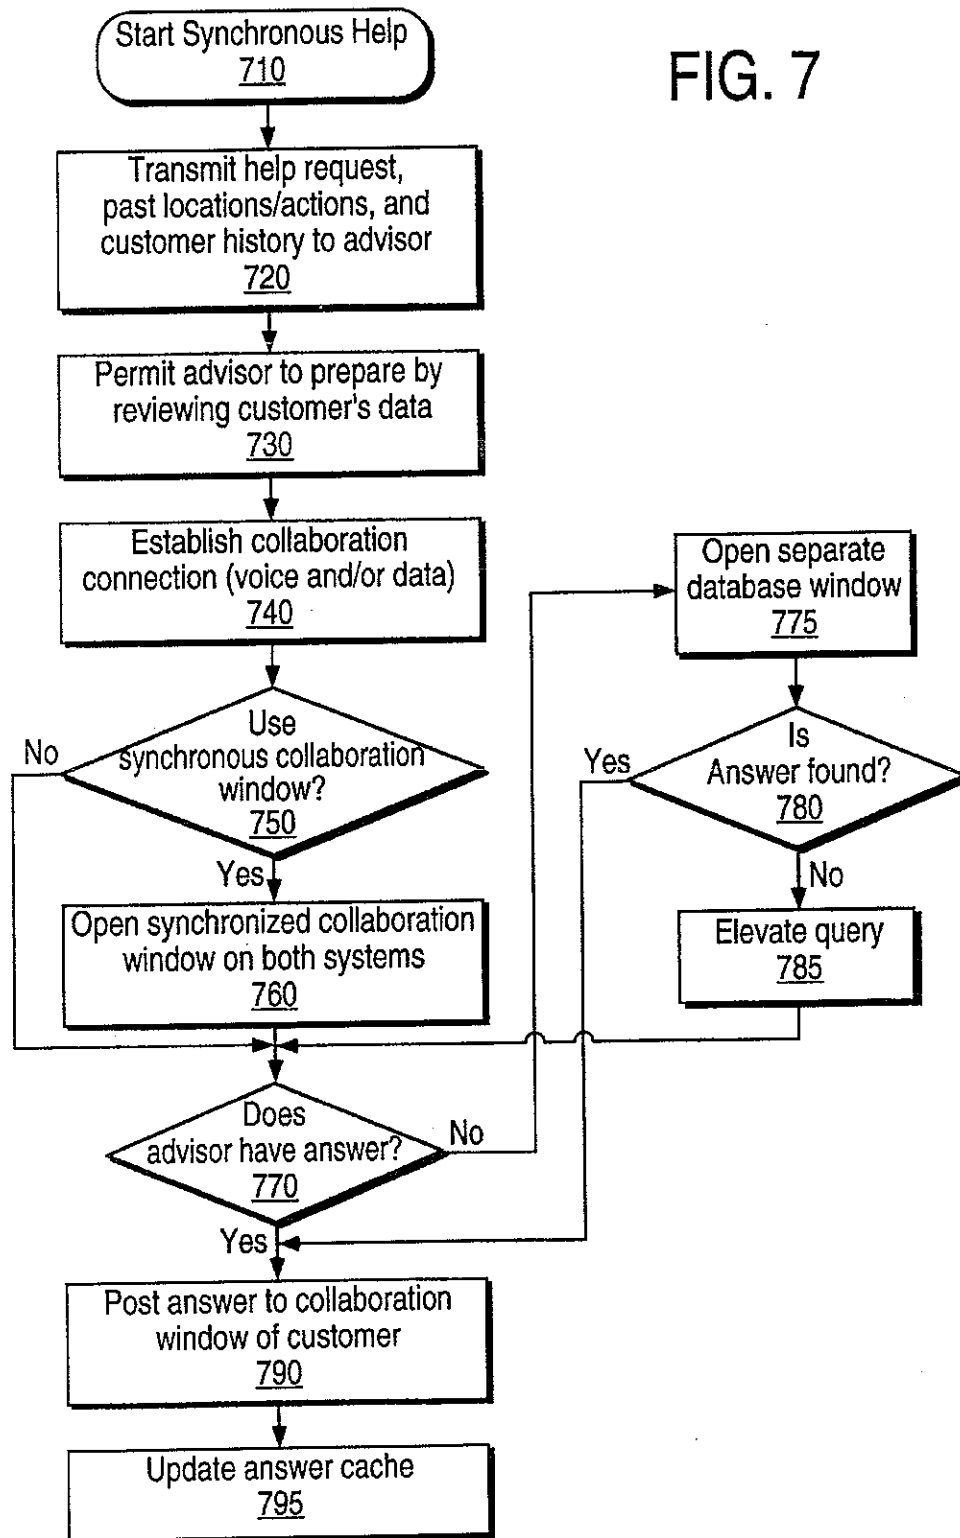 FIG. 7
Start Synchronous Help
710
Transmit help request,
past locations/actions, and
customer history to advisor
720
Permit advisor to prepare by
reviewing customer's data
730
Establish collaboration
connection (voice and/or data)
740
Use
synchronous collaboration
window?
750
No
Yes
Open synchronized collaboration
window on both systems
760
Does
advisor have answer?
770
No
Yes
Open separate
database window
775
Is
Answer found?
780
Yes
No
Elevate query
785
Post answer to collaboration
window of customer
790
Update answer cache
795